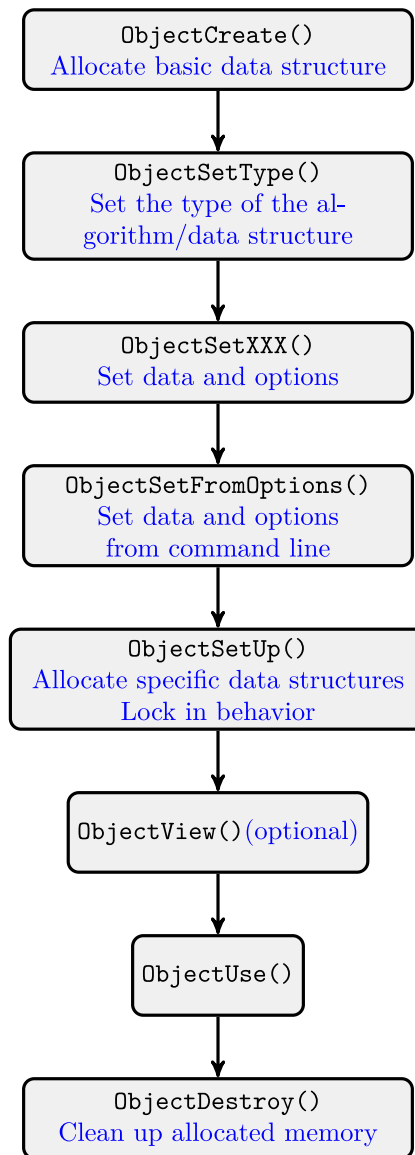 ObjectCreate()
Allocate basic data structure
ObjectSetType()
Set the type of the al-
gorithm/data structure
ObjectSetXXX()
Set data and options
ObjectSetFromOptions()
Set data and options
from command line
ObjectSetUp()
Allocate specific data structures
Lock in behavior
ObjectView()(optional)
ObjectUse()
ObjectDestroy()
Clean up allocated memory